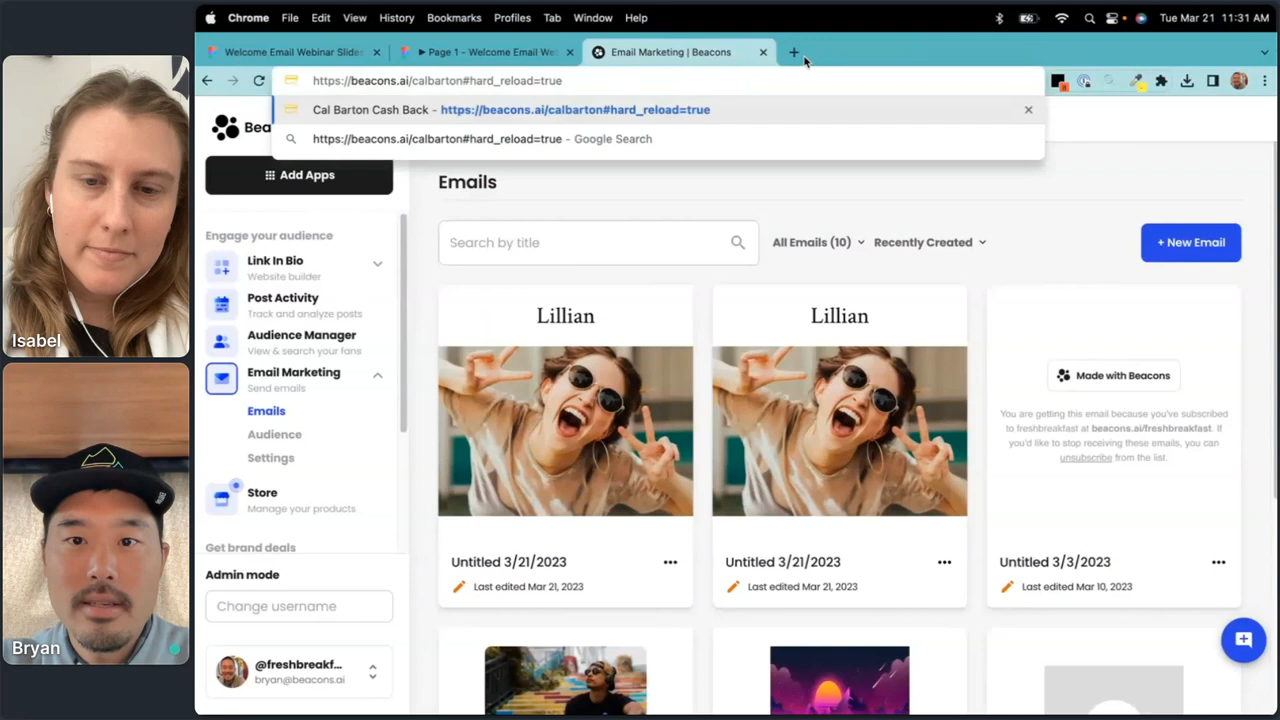 Chrome File Edit View History Bookmarks Profiles Tab Window Help
Tue Mar 21 11:31 AM
Welcome Email Webinar Slides
Page 1 - Welcome Email We
Email Marketing | Beacons
https://beacons.ai/calbarton#hard_reload=true
Cal Barton Cash Back - https://beacons.ai/calbarton#hard_reload=true
https://beacons.ai/calbarton#hard_reload=true - Google Search
Bea
Add Apps
Engage your audience
Link In Bio
Website builder
Post Activity
Track and analyze posts
Audience Manager
View & search your fans
Email Marketing
Send emails
Emails
Audience
Settings
Store
Manage your products
Get brand deals
Admin mode
Change username
@freshbreakf...
bryan@beacons.ai
Emails
Search by title
All Emails (10)
Recently Created
+ New Email
Lillian
Untitled 3/21/2023
Last edited Mar 21, 2023
Lillian
Untitled 3/21/2023
Last edited Mar 21, 2023
Made with Beacons
You are getting this email because you've subscribed
to freshbreakfast at beacons.ai/freshbreakfast. If
you'd like to stop receiving these emails, you can
unsubscribe from the list.
Untitled 3/3/2023
Last edited Mar 10, 2023
Isabel
Bryan